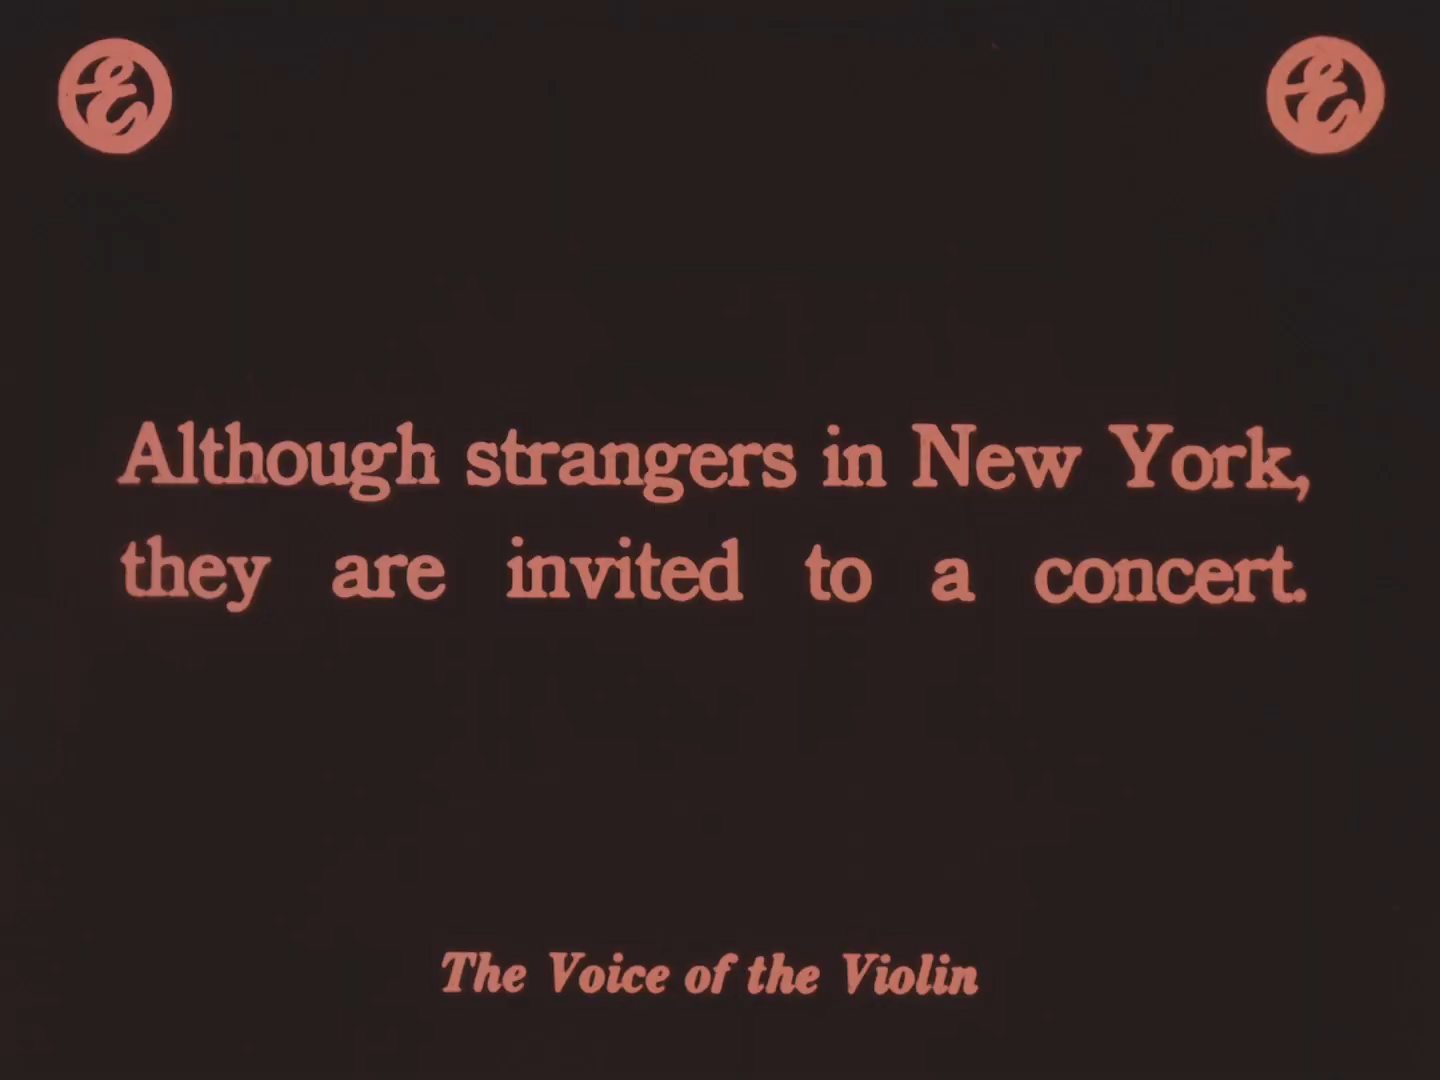 E E
Although strangers in New York,
they are invited to a concert.
The Voice of the Violin